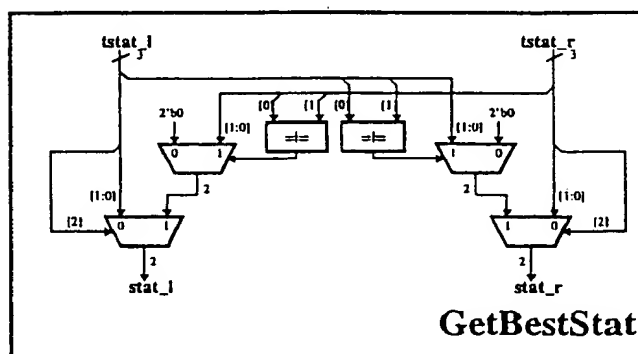 tstat_l tstat_r
3 3
[0] [1 [0] [1]
2'b0 [1:0] [1:0] 2'b0
0 1 =|= =|= 1 0
2 2
[1:0] [1:0]
[2] 0 1 1 0 [2]
2 2
stat_l stat_r
GetBestStat